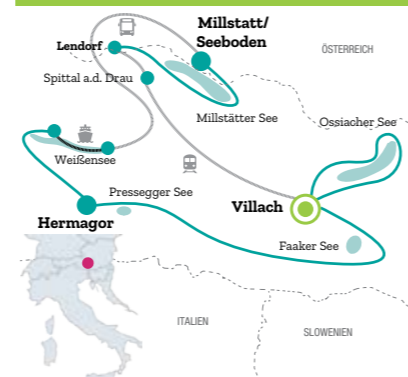 Millstatt/
Seeboden
Lendorf
ÖSTERREICH
Spittal a.d. Drau
Millstätter See
Ossiacher See
Weißensee
Pressegger See
Villach
Hermagor
Faaker See
ITALIEN
SLOWENIEN